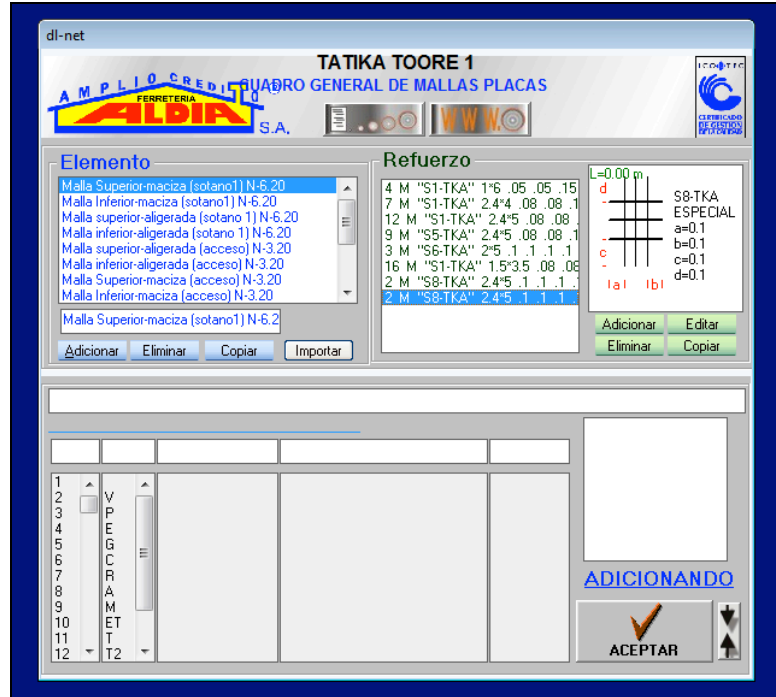 dl-net
TATIKA TOORE 1
CUADRO GENERAL DE MALLAS PLACAS
AMPLIO CREDITO ®
FERRETERIA
ALDIA
S.A.
WWW.
ICONTEC
CERTIFICADO
DE GESTION
DE LA CALIDAD
Elemento
Malla Superior-maciza (sotano1) N-6.20
Malla Inferior-maciza (sotano1) N-6.20
Malla superior-aligerada (sotano 1) N-6.20
Malla inferior-aligerada (sotano 1) N-6.20
Malla superior-aligerada (acceso) N-3.20
Malla inferior-aligerada (acceso) N-3.20
Malla Superior-maciza (acceso) N-3.20
Malla Inferior-maciza (acceso) N-3.20
Malla Superior-maciza (sotano1) N-6.2
Adicionar Eliminar Copiar Importar
Refuerzo
4 M "S1-TKA" 1*6 .05 .05 .15
7 M "S1-TKA" 2.4*4 .08 .08 .1
12 M "S1-TKA" 2.4*5 .08 .08 .
9 M "S5-TKA" 2.4*5 .08 .08 .1
3 M "S6-TKA" 2*5 .1 .1 .1 .1
16 M "S1-TKA" 1.5*3.5 .08 .08
2 M "S8-TKA" 2.4*5 .1 .1 .1 .
2 M "S8-TKA" 2.4*5 .1 .1 .1 .
L=0.00 m
d
c
|a| |b|
S8-TKA
ESPECIAL
a=0.1
b=0.1
c=0.1
d=0.1
Adicionar Editar
Eliminar Copiar
1
2 V
3 P
4 E
5 G
6 C
7 R
8 A
9 M
10 ET
11 T
12 T2
ADICIONANDO
ACEPTAR